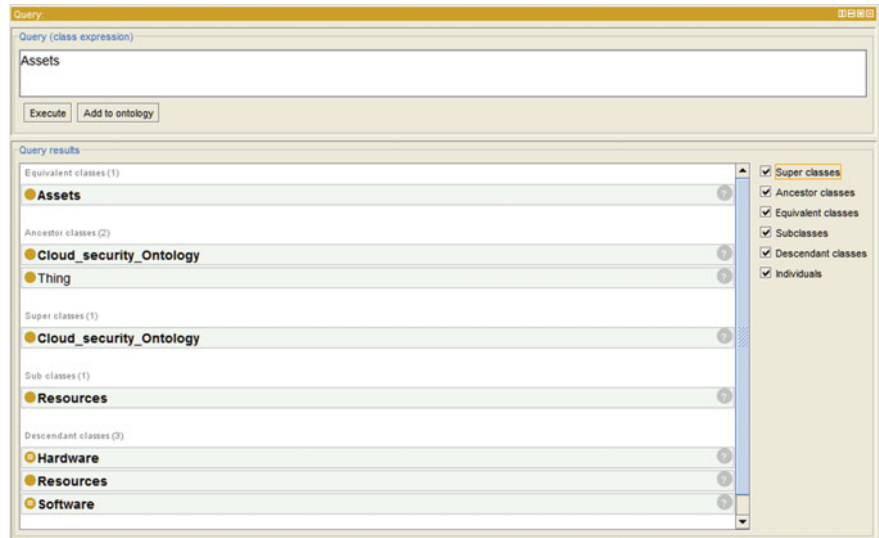 Query:
Query (class expression)
Assets
Execute Add to ontology
Query results
Equivalent classes (1)
Assets
Ancestor classes (2)
Cloud_security_Ontology
Thing
Super classes (1)
Cloud_security_Ontology
Sub classes (1)
Resources
Descendant classes (3)
Hardware
Resources
Software
Super classes
Ancestor classes
Equivalent classes
Subclasses
Descendant classes
Individuals